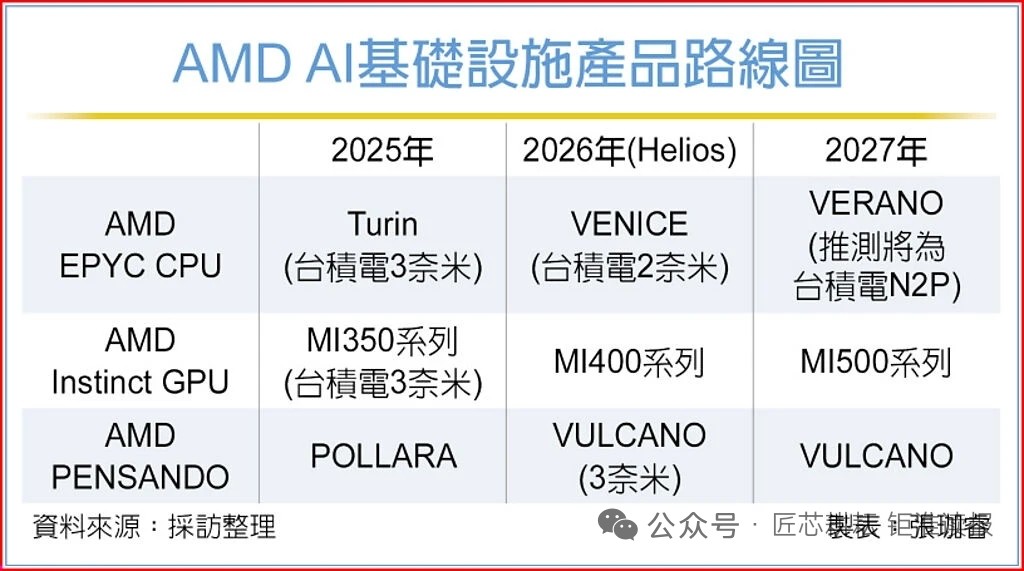 AMD AI基礎設施產品路線圖
2025年
2026年(Helios)
2027年
AMD
EPYC CPU
Turin
(台積電3奈米)
VENICE
(台積電2奈米)
VERANO
(推測將為
台積電N2P)
AMD
Instinct GPU
MI350系列
(台積電3奈米)
MI400系列
MI500系列
AMD
PENSANDO
POLLARA
VULCANO
(3奈米)
VULCANO
資料來源：採訪整理
製表：張珈睿
公众号 · 匠芯